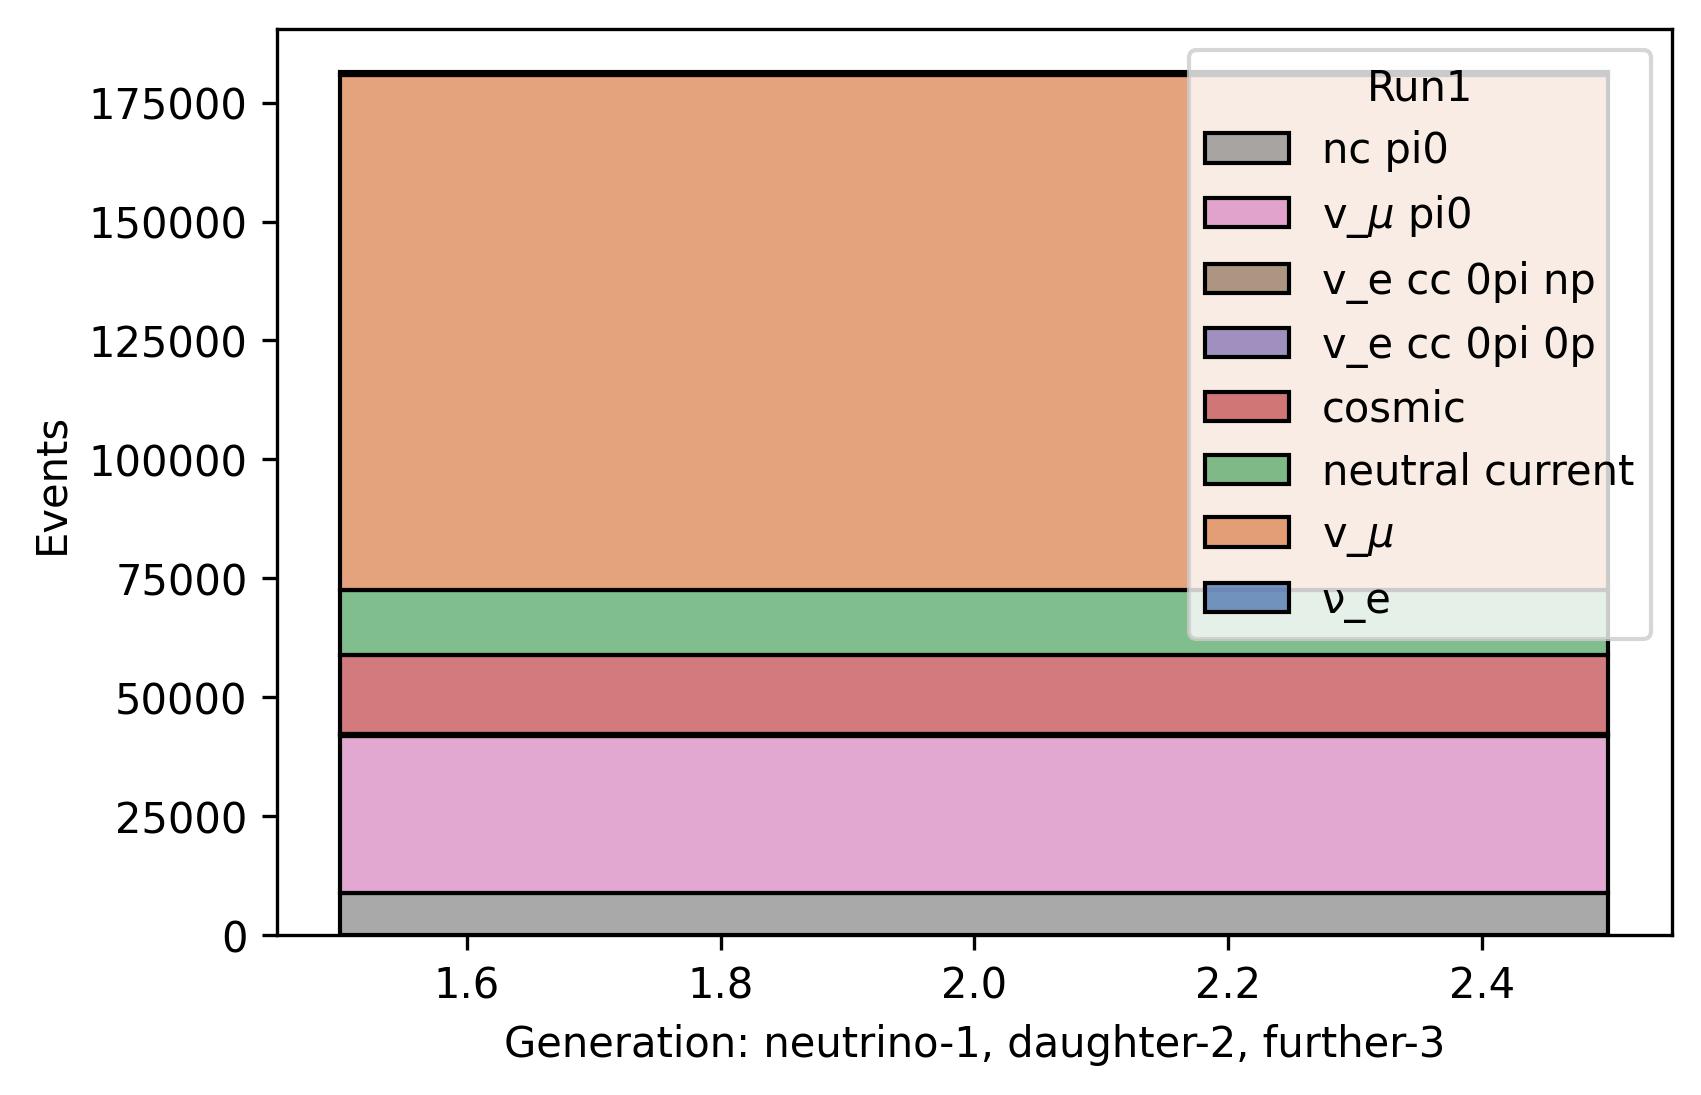 175000
150000
125000
100000
75000
50000
25000
0
Events
Run1
nc pi0
v_μ pi0
v_e cc 0pi np
v_e cc 0pi 0p
cosmic
neutral current
v_μ
ν_e
1.6 1.8 2.0 2.2 2.4
Generation: neutrino-1, daughter-2, further-3